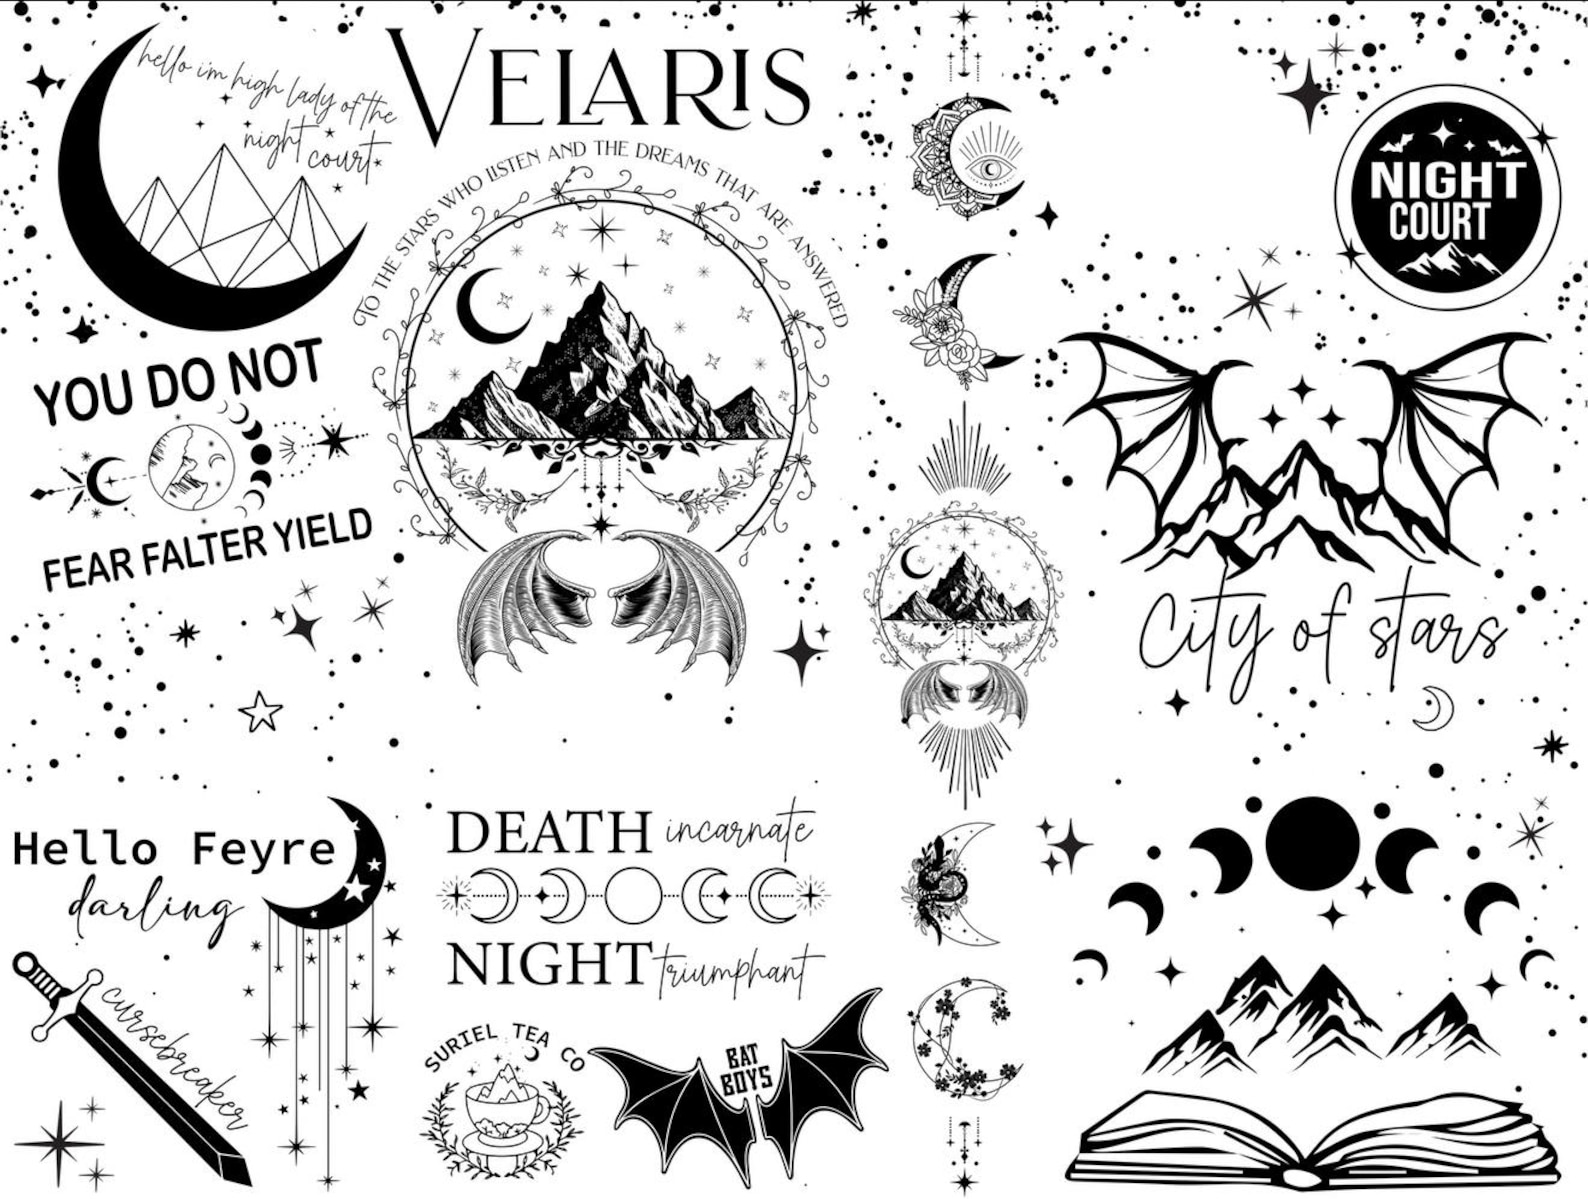 hello i'm high lady of the
night court
VELARIS
TO THE STARS WHO LISTEN AND THE DREAMS THAT ARE ANSWERED
NIGHT
COURT
YOU DO NOT
FEAR FALTER YIELD
City of stars
Hello Feyre
darling
cursebreaker
DEATH incarnate
NIGHT triumphant
SURIEL TEA CO
BAT
BOYS